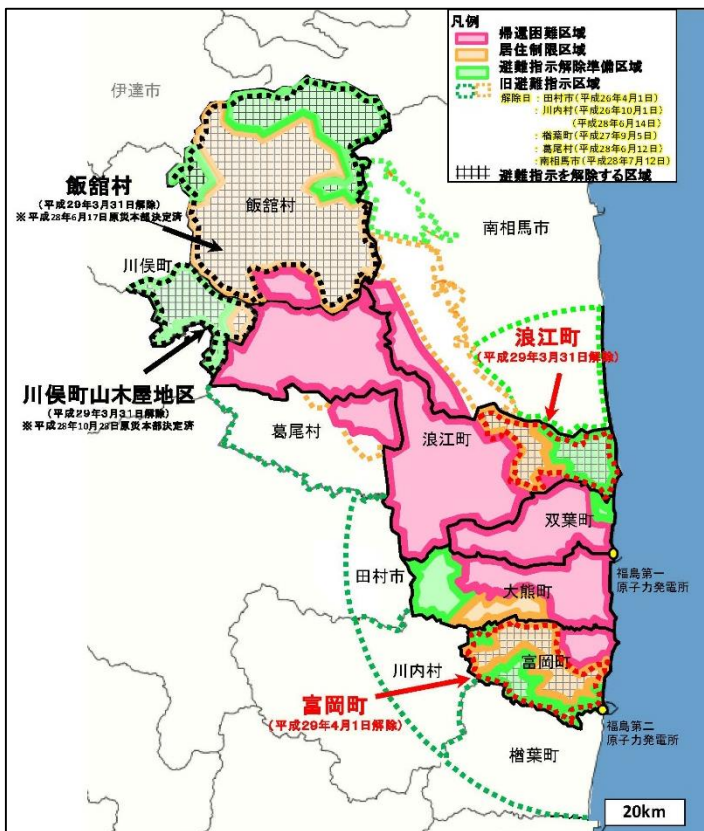 凡例
帰還困難区域
居住制限区域
避難指示解除準備区域
旧避難指示区域
解除日 : 田村市(平成26年4月1日)
: 川内村(平成26年10月1日)
(平成28年6月14日)
: 楢葉町(平成27年9月5日)
: 葛尾村(平成28年6月12日)
: 南相馬市(平成28年7月12日)
避難指示を解除する区域
伊達市
飯舘村
(平成29年3月31日解除)
※平成28年6月17日原災本部決定済
飯舘村
南相馬市
川俣町
浪江町
(平成29年3月31日解除)
川俣町山木屋地区
(平成29年3月31日解除)
※平成28年10月28日原災本部決定済
葛尾村
浪江町
双葉町
福島第一
原子力発電所
田村市
大熊町
川内村
富岡町
富岡町
(平成29年4月1日解除)
福島第二
原子力発電所
楢葉町
20km